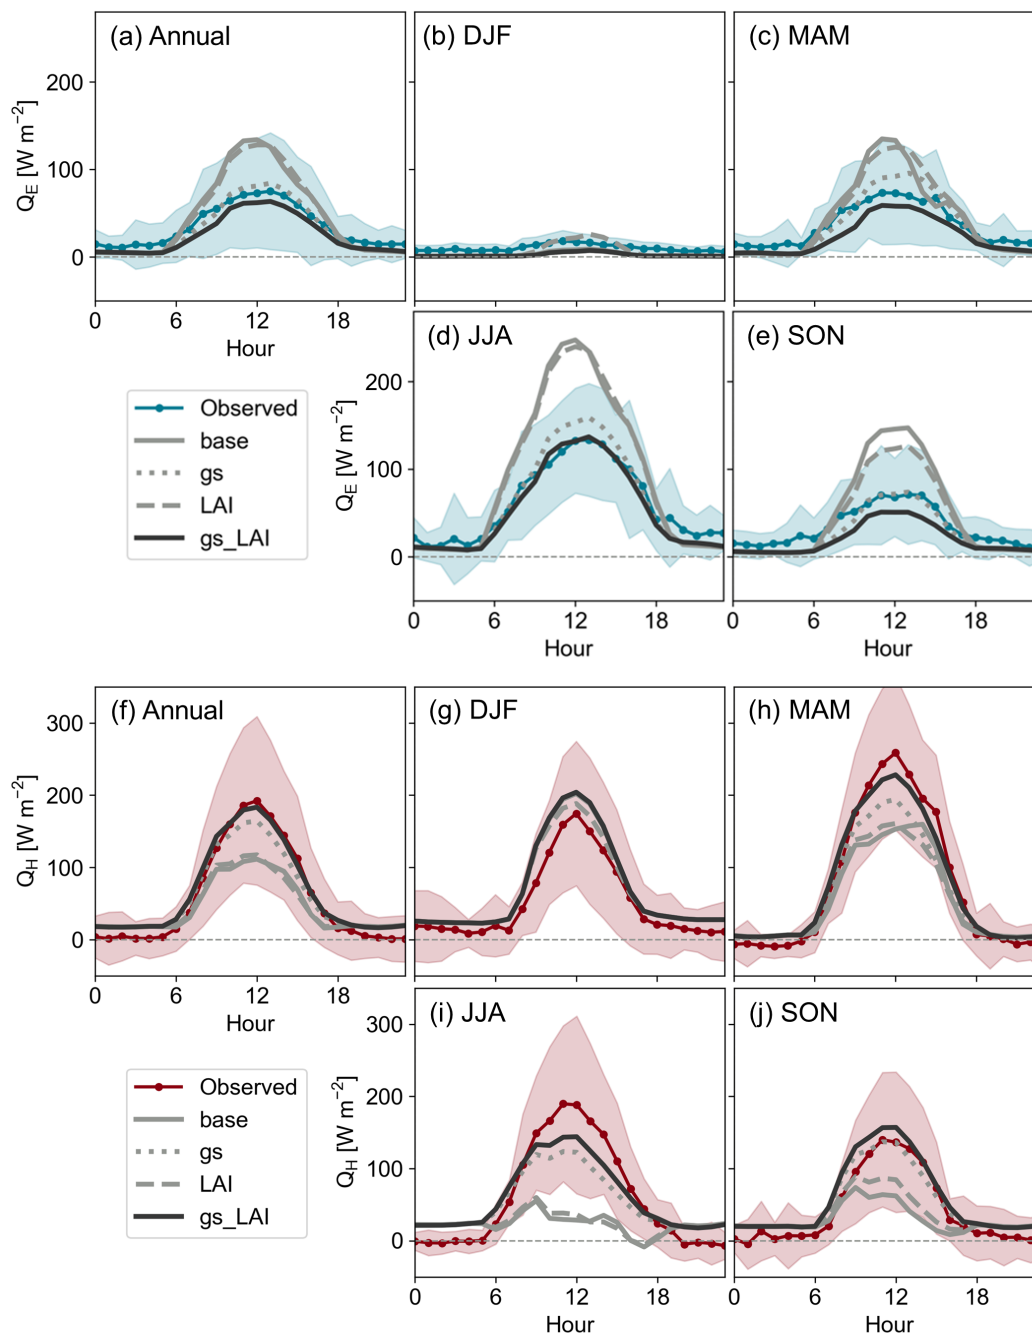 (a) Annual
(b) DJF
(c) MAM
200
100
0
Q_E [W m⁻²]
0 6 12 18
Hour
(d) JJA
(e) SON
200
100
0
Q_E [W m⁻²]
0 6 12 18
0 6 12 18
Hour
Hour
Observed
base
gs
LAI
gs_LAI
(f) Annual
(g) DJF
(h) MAM
300
200
100
0
Q_H [W m⁻²]
0 6 12 18
Hour
(i) JJA
(j) SON
300
200
100
0
Q_H [W m⁻²]
0 6 12 18
0 6 12 18
Hour
Hour
Observed
base
gs
LAI
gs_LAI